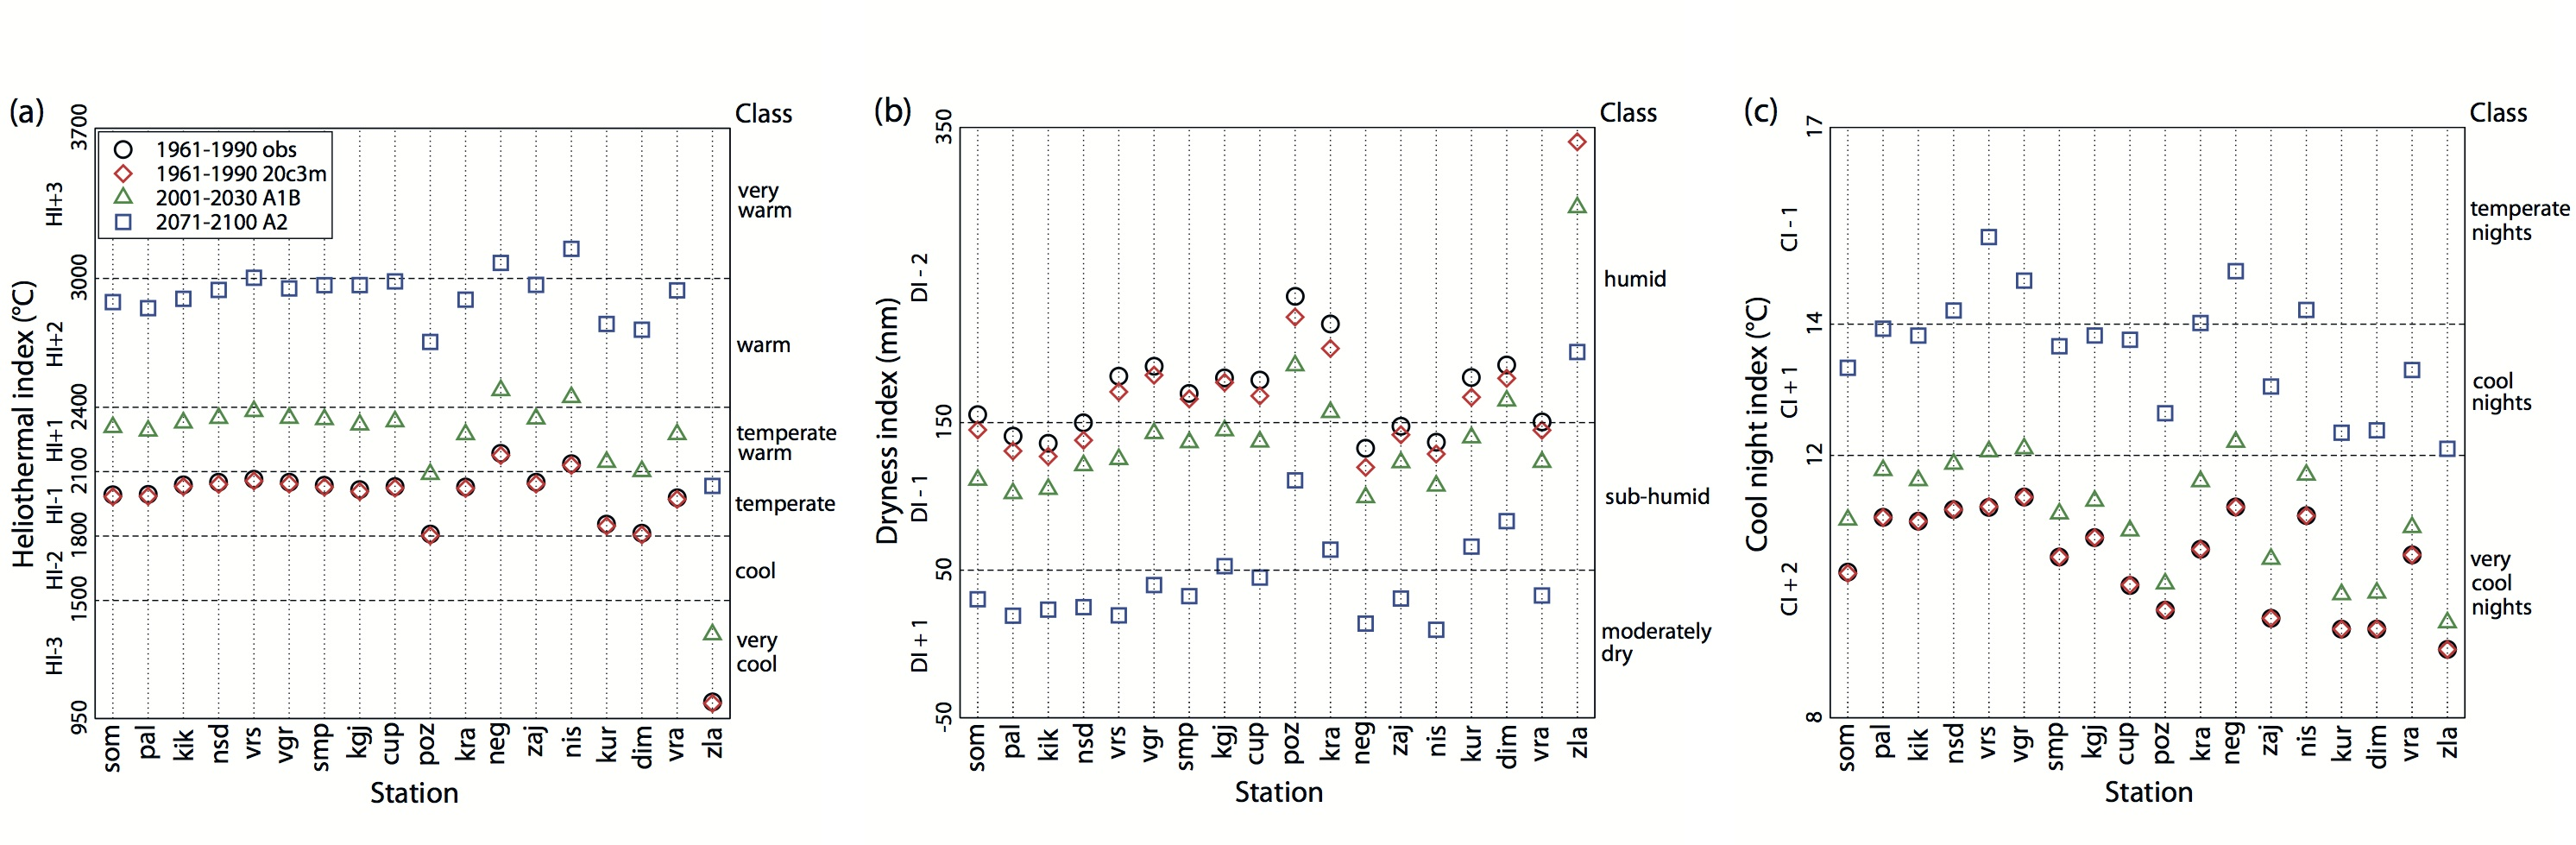 (a)
Class
Heliothermal index (°C)
950 1500 1800 2100 2400 3000 3700
HI-3 HI-2 HI-1 HI+1 HI+2 HI+3
1961-1990 obs
1961-1990 20c3m
2001-2030 A1B
2071-2100 A2
very
warm
warm
temperate
warm
temperate
cool
very
cool
som pal kik nsd vrs vgr smp kgj cup poz kra neg zaj nis kur dim vra zla
Station
(b)
Class
Dryness index (mm)
-50 50 150 350
DI + 1 DI - 1 DI - 2
humid
sub-humid
moderately
dry
som pal kik nsd vrs vgr smp kgj cup poz kra neg zaj nis kur dim vra zla
Station
(c)
Class
Cool night index (°C)
8 12 14 17
CI + 2 CI + 1 CI - 1
temperate
nights
cool
nights
very
cool
nights
som pal kik nsd vrs vgr smp kgj cup poz kra neg zaj nis kur dim vra zla
Station